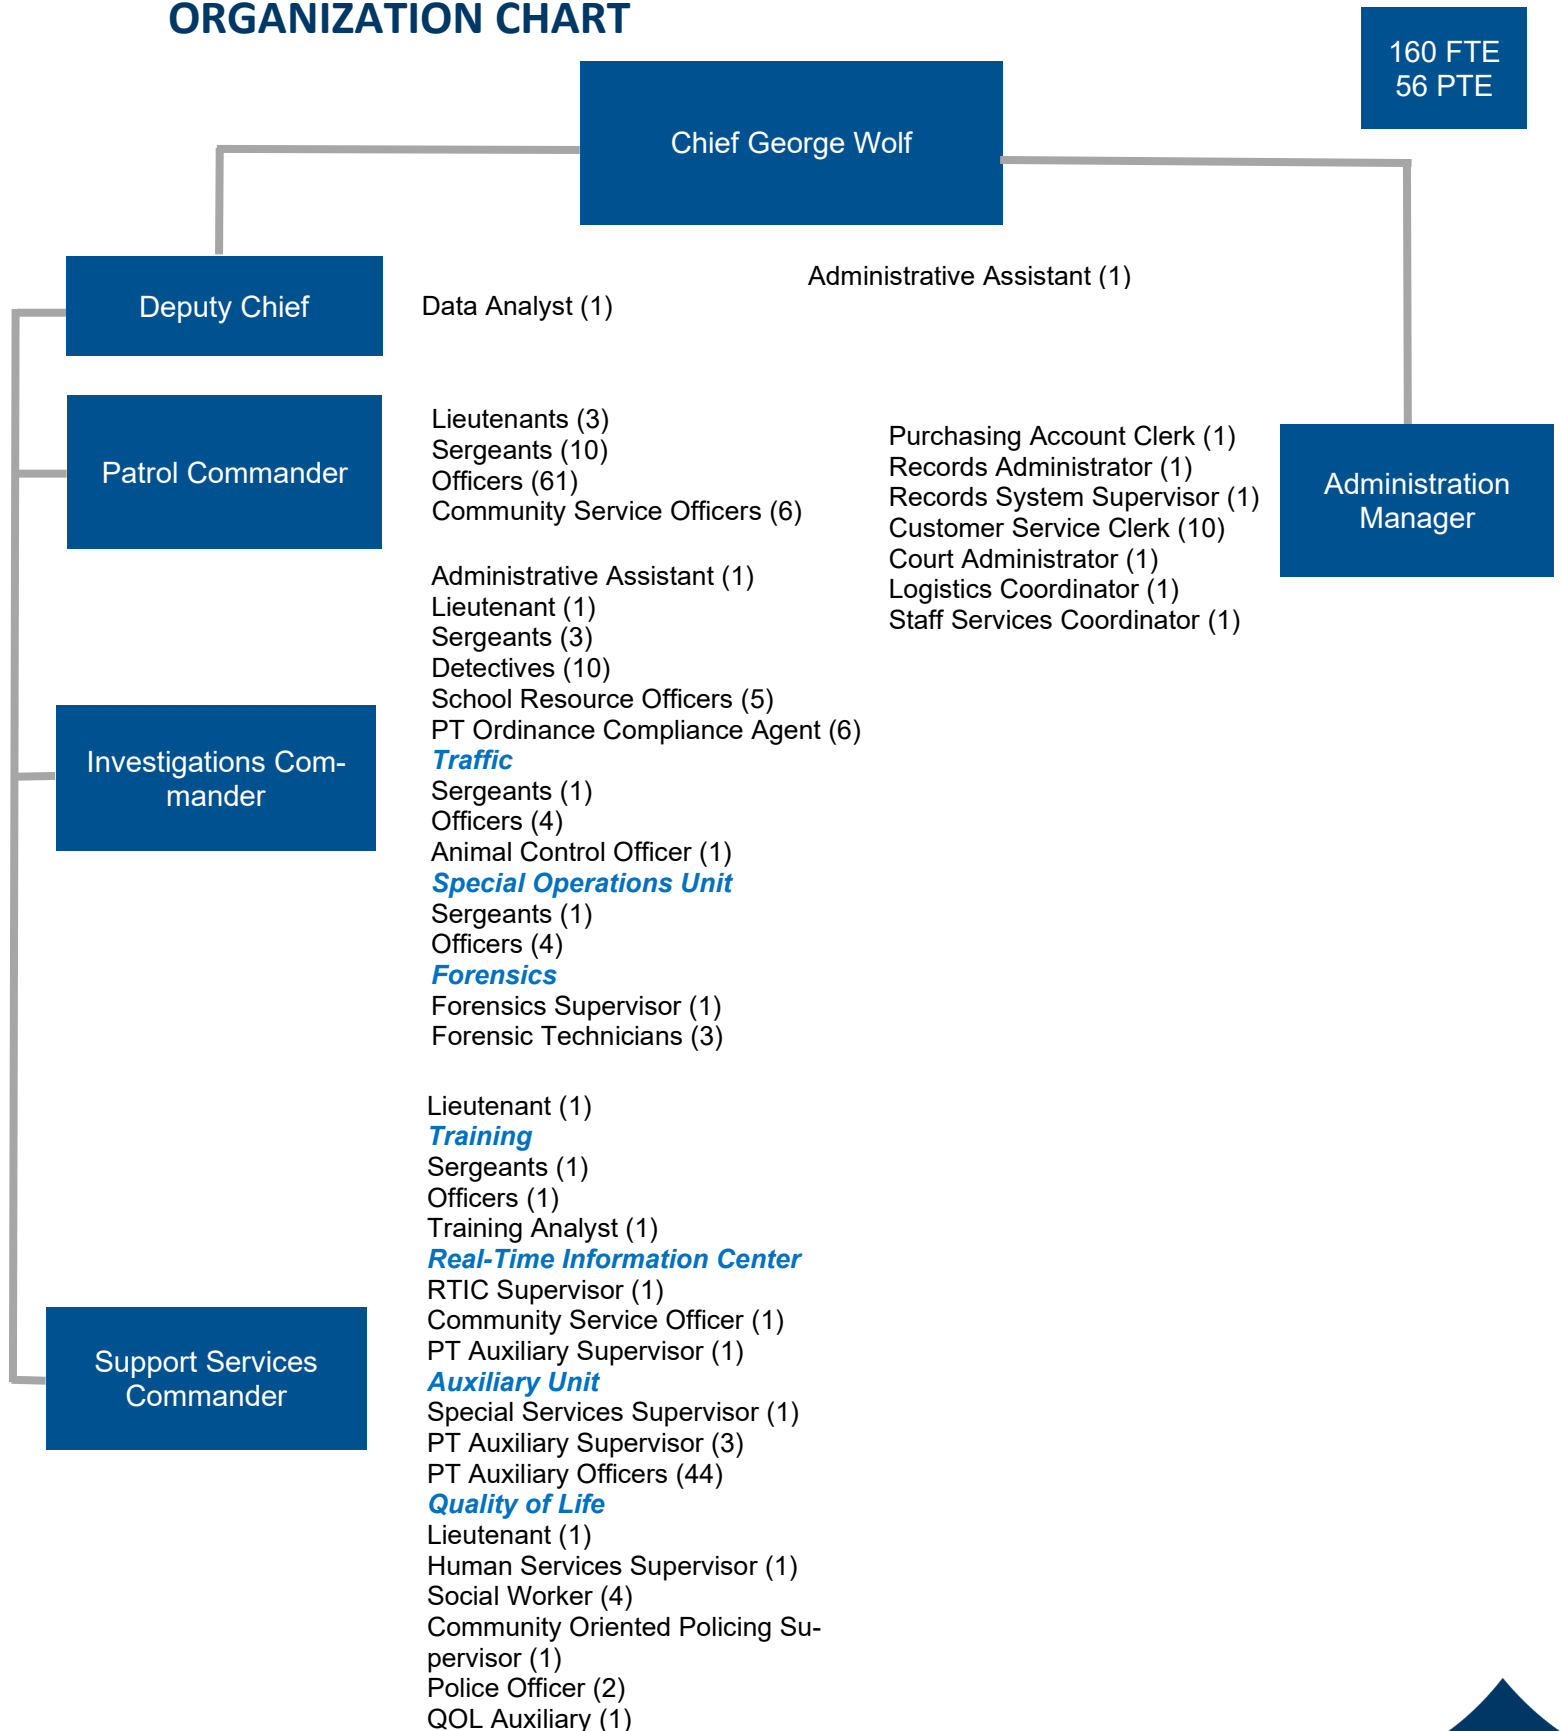 ORGANIZATION CHART
160 FTE
56 PTE
Chief George Wolf
Administrative Assistant (1)
Deputy Chief
Data Analyst (1)
Patrol Commander
Lieutenants (3)
Sergeants (10)
Officers (61)
Community Service Officers (6)
Purchasing Account Clerk (1)
Records Administrator (1)
Records System Supervisor (1)
Customer Service Clerk (10)
Court Administrator (1)
Logistics Coordinator (1)
Staff Services Coordinator (1)
Administration
Manager
Investigations Com-
mander
Administrative Assistant (1)
Lieutenant (1)
Sergeants (3)
Detectives (10)
School Resource Officers (5)
PT Ordinance Compliance Agent (6)
Traffic
Sergeants (1)
Officers (4)
Animal Control Officer (1)
Special Operations Unit
Sergeants (1)
Officers (4)
Forensics
Forensics Supervisor (1)
Forensic Technicians (3)
Support Services
Commander
Lieutenant (1)
Training
Sergeants (1)
Officers (1)
Training Analyst (1)
Real-Time Information Center
RTIC Supervisor (1)
Community Service Officer (1)
PT Auxiliary Supervisor (1)
Auxiliary Unit
Special Services Supervisor (1)
PT Auxiliary Supervisor (3)
PT Auxiliary Officers (44)
Quality of Life
Lieutenant (1)
Human Services Supervisor (1)
Social Worker (4)
Community Oriented Policing Su-
pervisor (1)
Police Officer (2)
QOL Auxiliary (1)